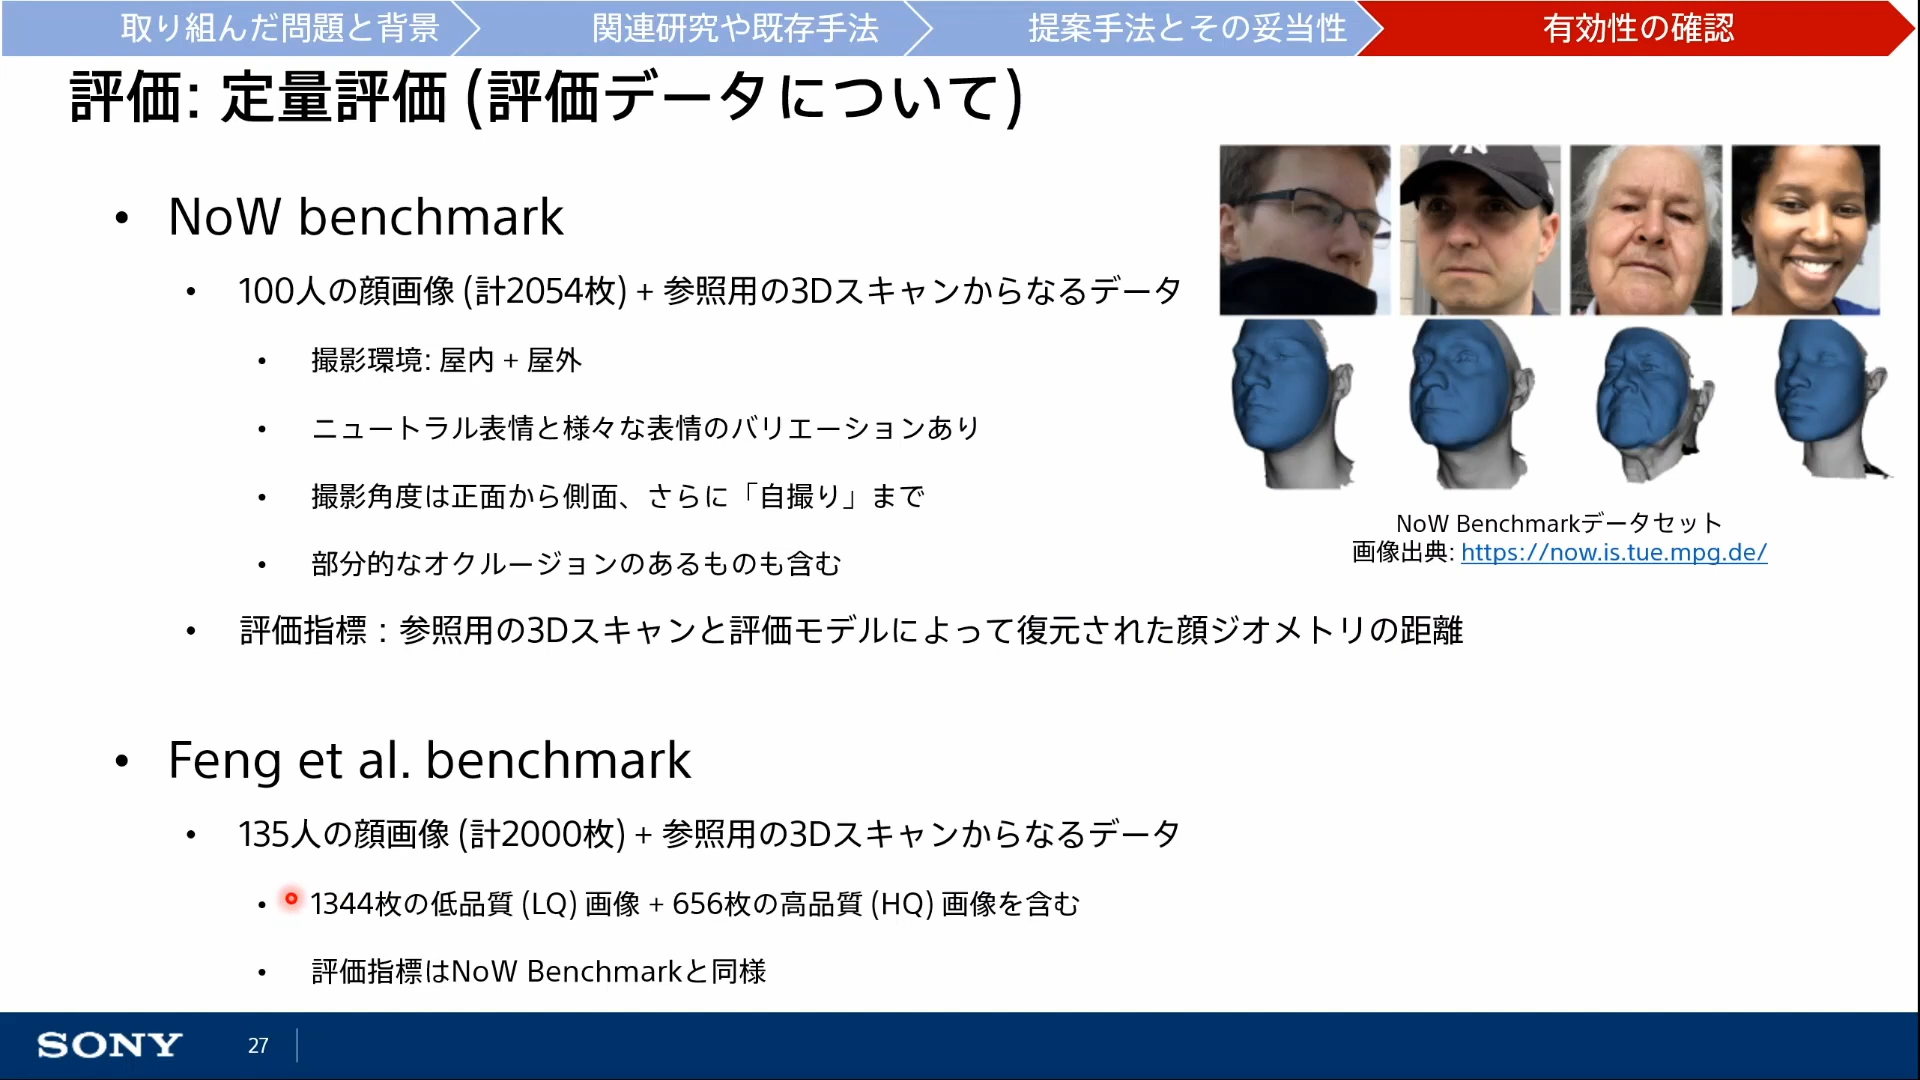 取り組んだ問題と背景
関連研究や既存手法
提案手法とその妥当性
有効性の確認
評価: 定量評価 (評価データについて)
• NoW benchmark
• 100人の顔画像 (計2054枚) + 参照用の3Dスキャンからなるデータ
• 撮影環境: 屋内 + 屋外
• ニュートラル表情と様々な表情のバリエーションあり
• 撮影角度は正面から側面、さらに「自撮り」まで
• 部分的なオクルージョンのあるものも含む
• 評価指標：参照用の3Dスキャンと評価モデルによって復元された顔ジオメトリの距離
NoW Benchmarkデータセット
画像出典: https://now.is.tue.mpg.de/
• Feng et al. benchmark
• 135人の顔画像 (計2000枚) + 参照用の3Dスキャンからなるデータ
• 1344枚の低品質 (LQ) 画像 + 656枚の高品質 (HQ) 画像を含む
• 評価指標はNoW Benchmarkと同様
SONY
27